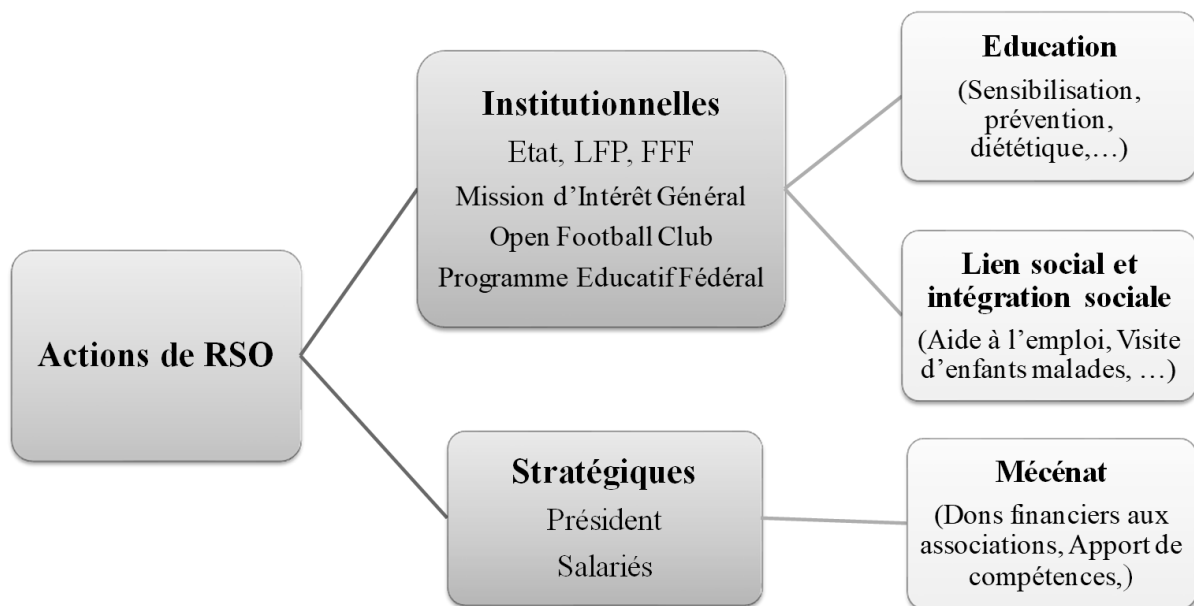 Actions de RSO
Institutionnelles
Etat, LFP, FFF
Mission d’Intérêt Général
Open Football Club
Programme Educatif Fédéral
Stratégiques
Président
Salariés
Education
(Sensibilisation,
prévention,
diététique,…)
Lien social et
intégration sociale
(Aide à l’emploi, Visite
d’enfants malades, …)
Mécénat
(Dons financiers aux
associations, Apport de
compétences,)